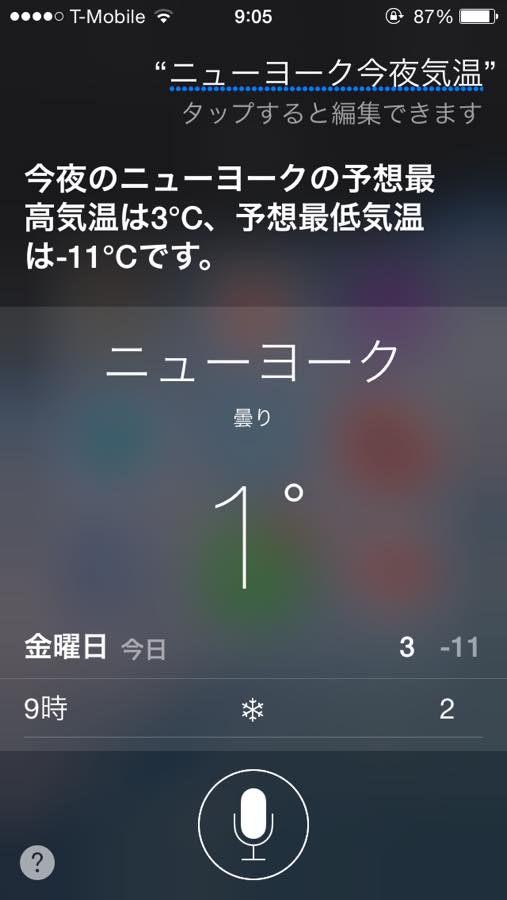 T-Mobile 9:05 87%
“ニューヨーク今夜気温”
タップすると編集できます
今夜のニューヨークの予想最
高気温は3°C、予想最低気温
は-11°Cです。
ニューヨーク
曇り
1°
金曜日 今日 3 -11
9時 2
?